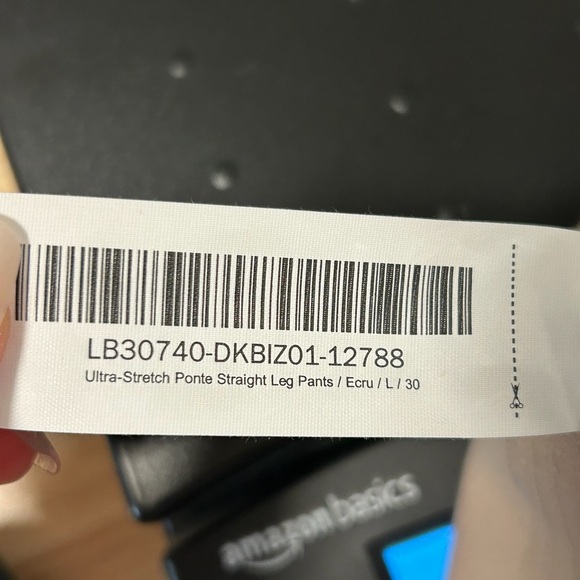 LB30740-DKBIZ01-12788
Ultra-Stretch Ponte Straight Leg Pants / Ecru / L / 30
amazon basics